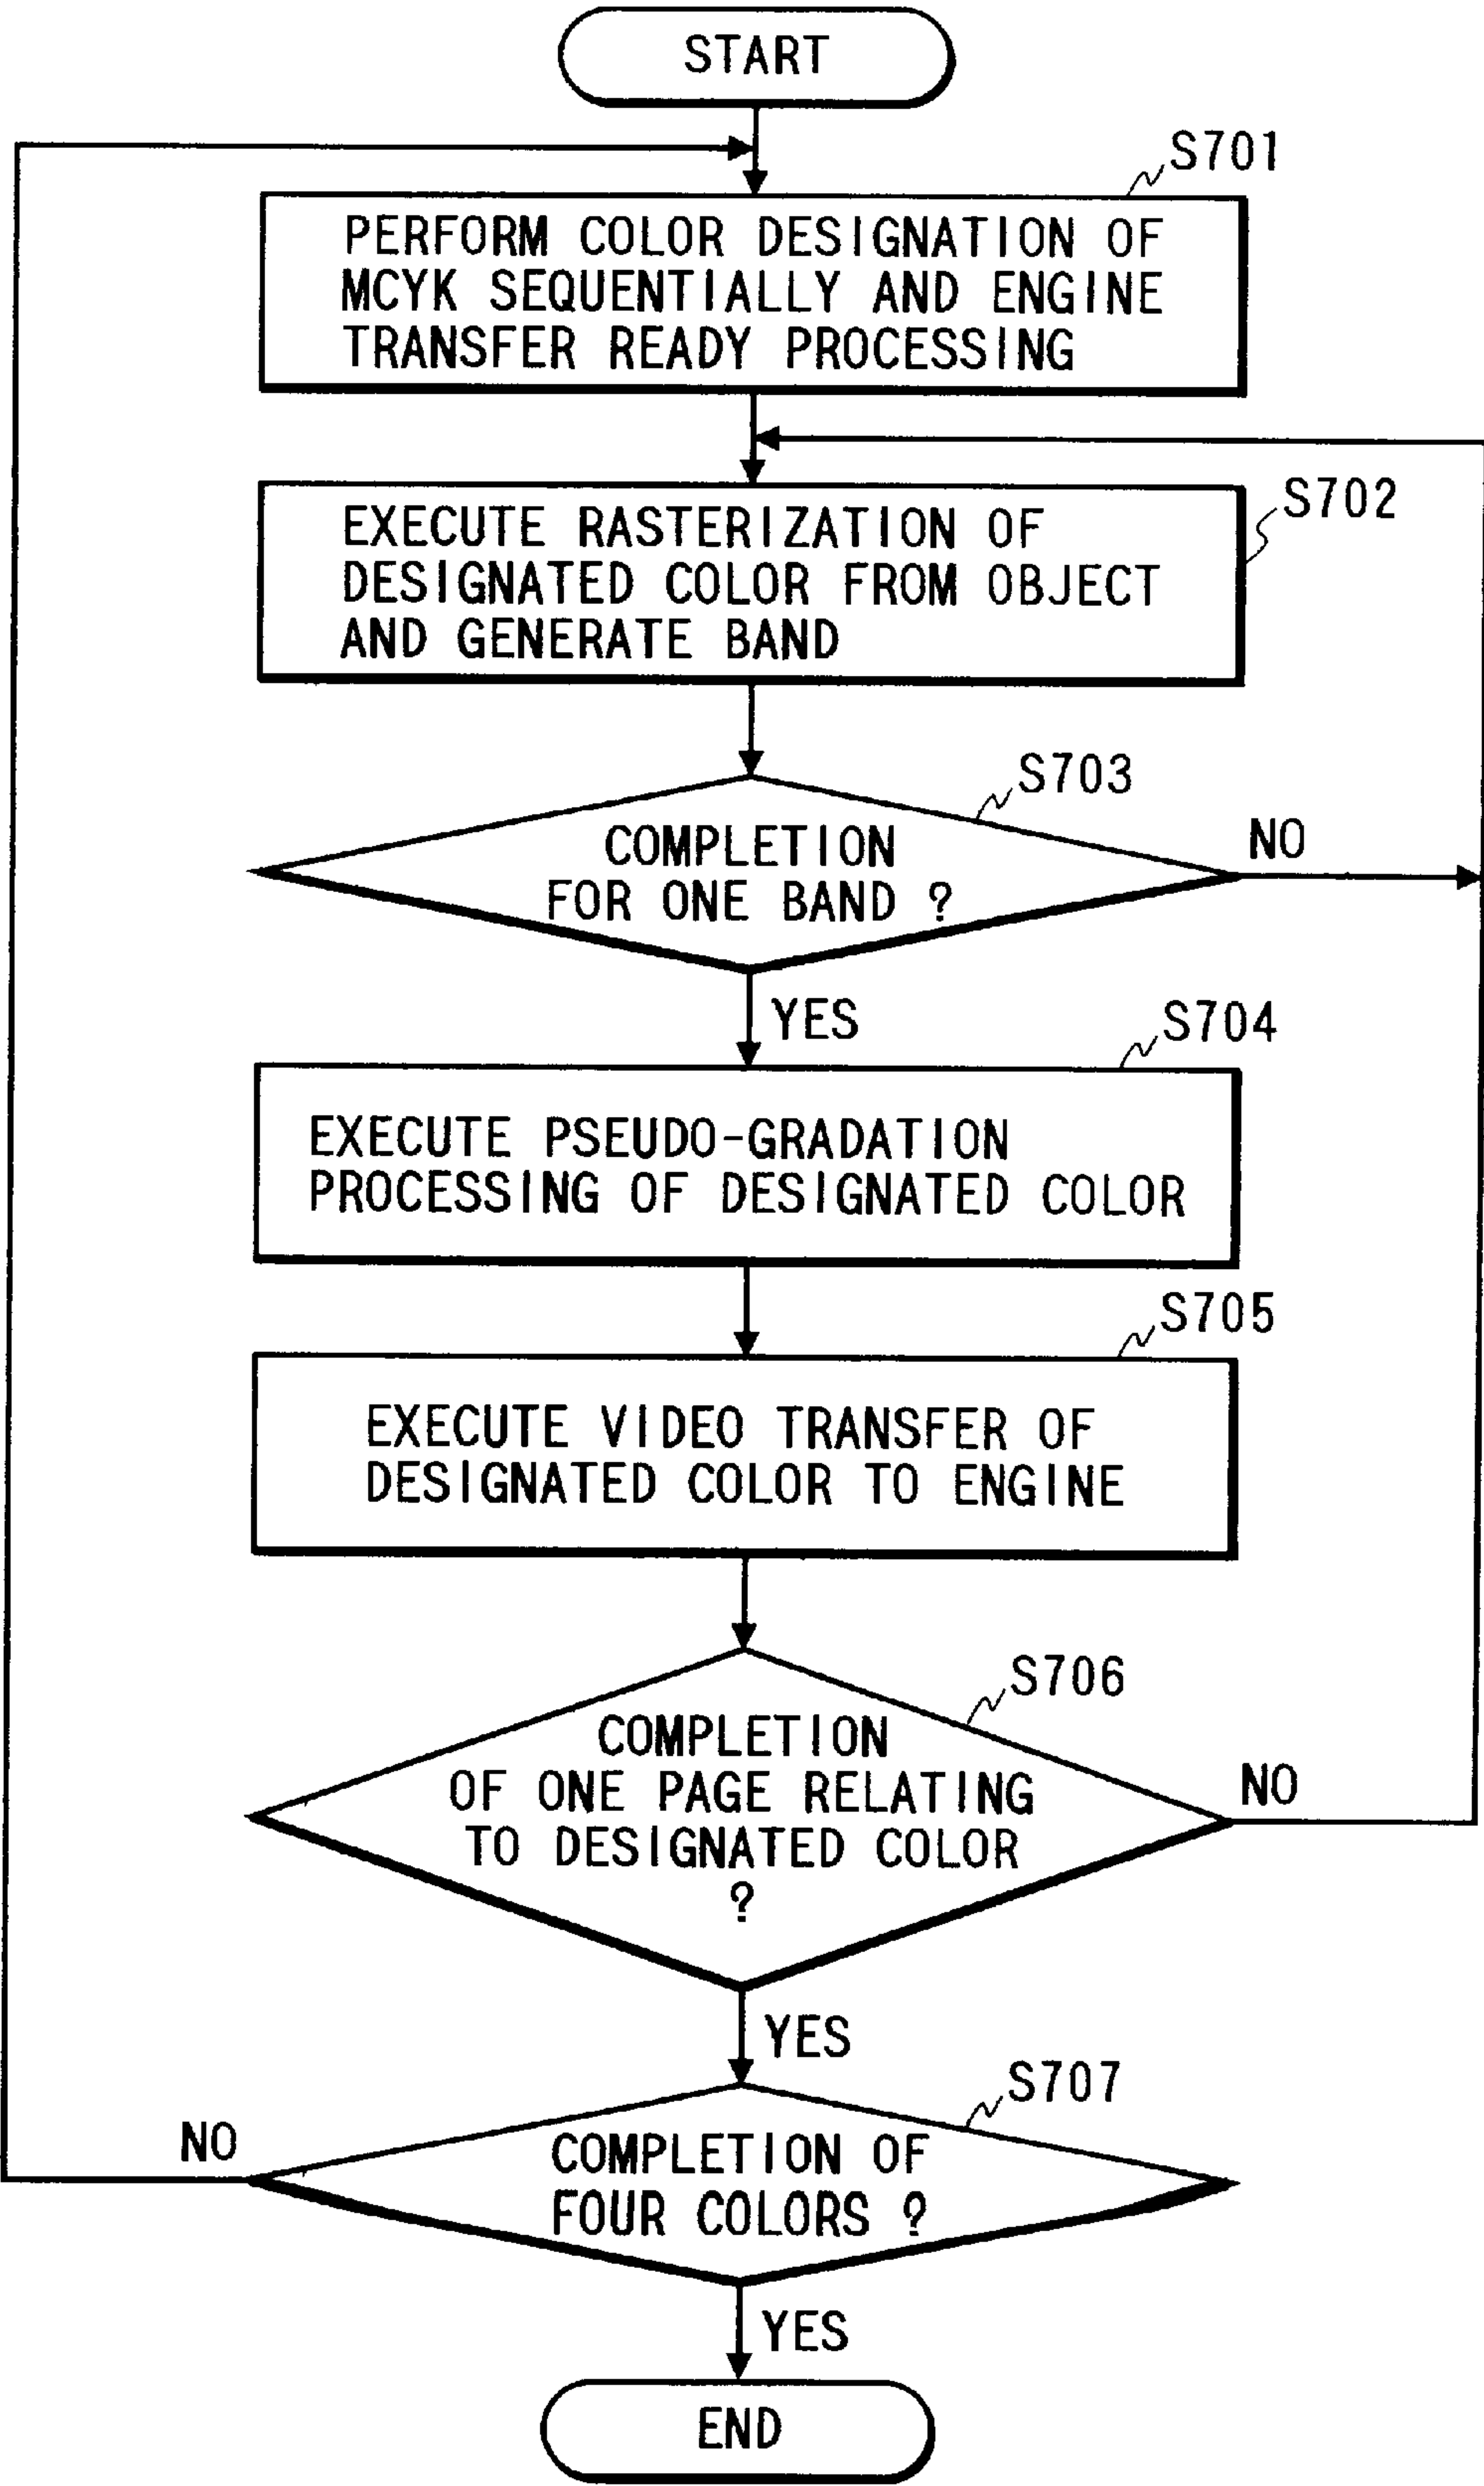 START
S701
PERFORM COLOR DESIGNATION OF
MCYK SEQUENTIALLY AND ENGINE
TRANSFER READY PROCESSING
S702
EXECUTE RASTERIZATION OF
DESIGNATED COLOR FROM OBJECT
AND GENERATE BAND
S703
COMPLETION
FOR ONE BAND ?
NO
YES
S704
EXECUTE PSEUDO-GRADATION
PROCESSING OF DESIGNATED COLOR
S705
EXECUTE VIDEO TRANSFER OF
DESIGNATED COLOR TO ENGINE
S706
COMPLETION
OF ONE PAGE RELATING
TO DESIGNATED COLOR
?
NO
YES
S707
NO
COMPLETION OF
FOUR COLORS ?
YES
END